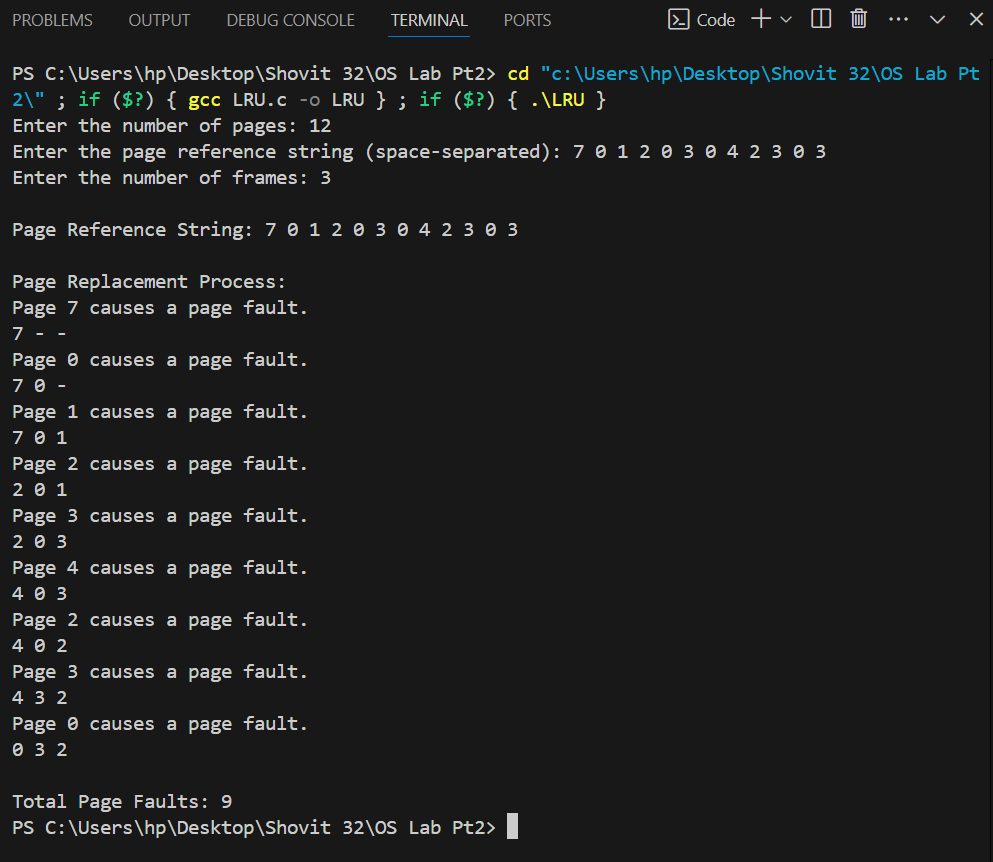 PROBLEMS OUTPUT DEBUG CONSOLE TERMINAL PORTS Code
PS C:\Users\hp\Desktop\Shovit 32\OS Lab Pt2> cd "c:\Users\hp\Desktop\Shovit 32\OS Lab Pt
2\" ; if ($?) { gcc LRU.c -o LRU } ; if ($?) { .\LRU }
Enter the number of pages: 12
Enter the page reference string (space-separated): 7 0 1 2 0 3 0 4 2 3 0 3
Enter the number of frames: 3
Page Reference String: 7 0 1 2 0 3 0 4 2 3 0 3
Page Replacement Process:
Page 7 causes a page fault.
7 - -
Page 0 causes a page fault.
7 0 -
Page 1 causes a page fault.
7 0 1
Page 2 causes a page fault.
2 0 1
Page 3 causes a page fault.
2 0 3
Page 4 causes a page fault.
4 0 3
Page 2 causes a page fault.
4 0 2
Page 3 causes a page fault.
4 3 2
Page 0 causes a page fault.
0 3 2
Total Page Faults: 9
PS C:\Users\hp\Desktop\Shovit 32\OS Lab Pt2>